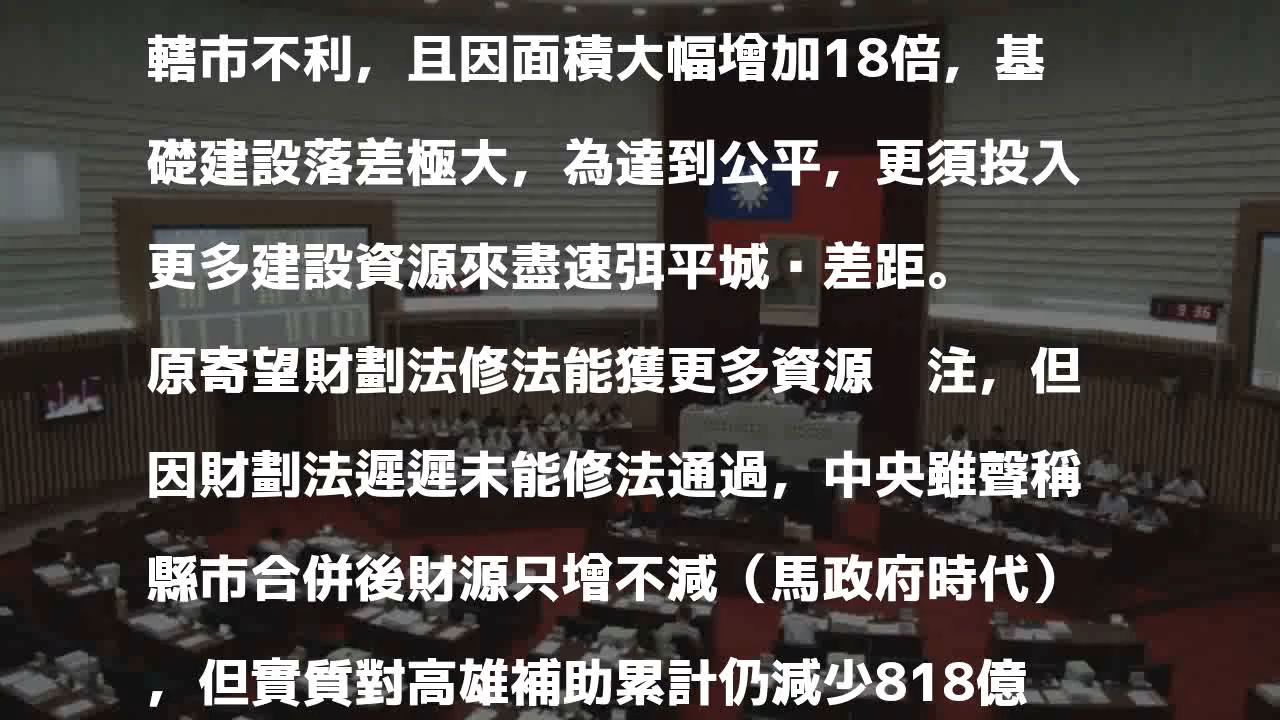 轄市不利，且因面積大幅增加18倍，基
礎建設落差極大，為達到公平，更須投入
更多建設資源來盡速弭平城▪差距。
原寄望財劃法修法能獲更多資源　注，但
因財劃法遲遲未能修法通過，中央雖聲稱
縣市合併後財源只增不減（馬政府時代）
，但實質對高雄補助累計仍減少818億
9 36